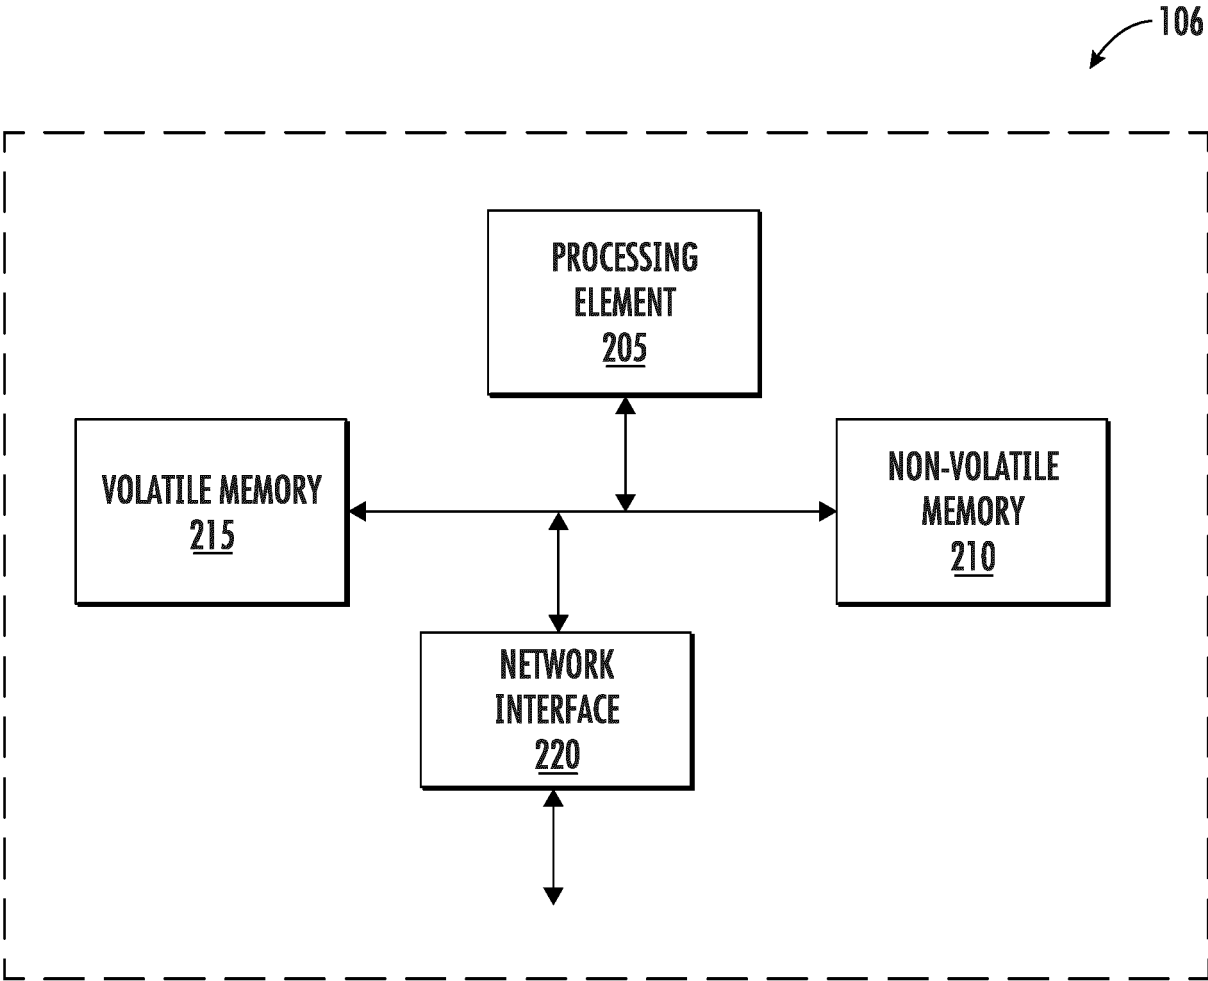 106
PROCESSING
ELEMENT
205
VOLATILE MEMORY
215
NON-VOLATILE
MEMORY
210
NETWORK
INTERFACE
220